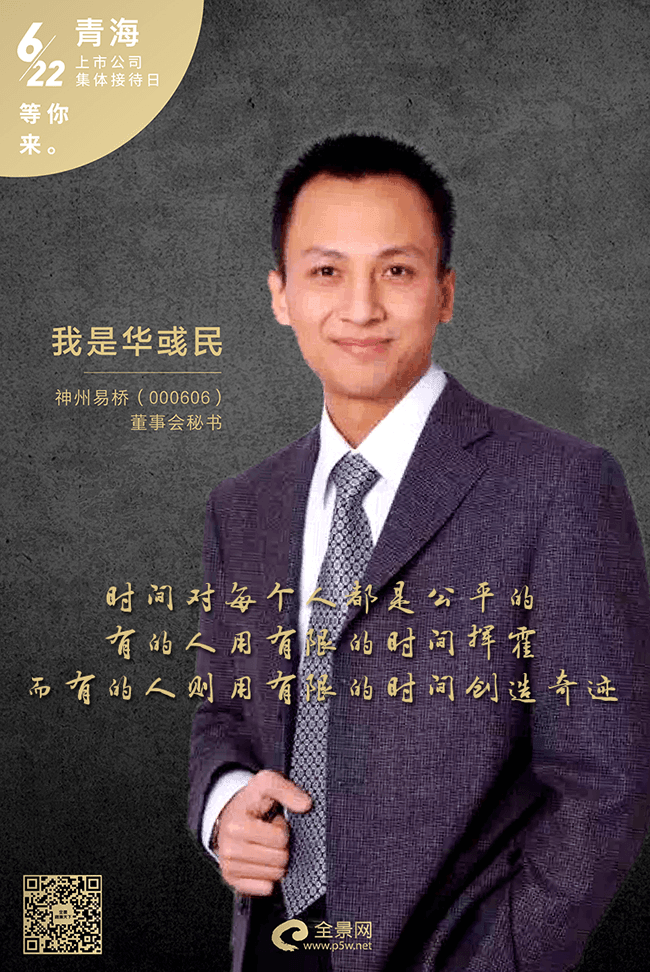 6/22
青海
上市公司
集体接待日
等你
来。
我是华彧民
神州易桥（000606）
董事会秘书
时间对每个人都是公平的
有的人用有限的时间挥霍
而有的人则用有限的时间创造奇迹
全景网
www.p5w.net